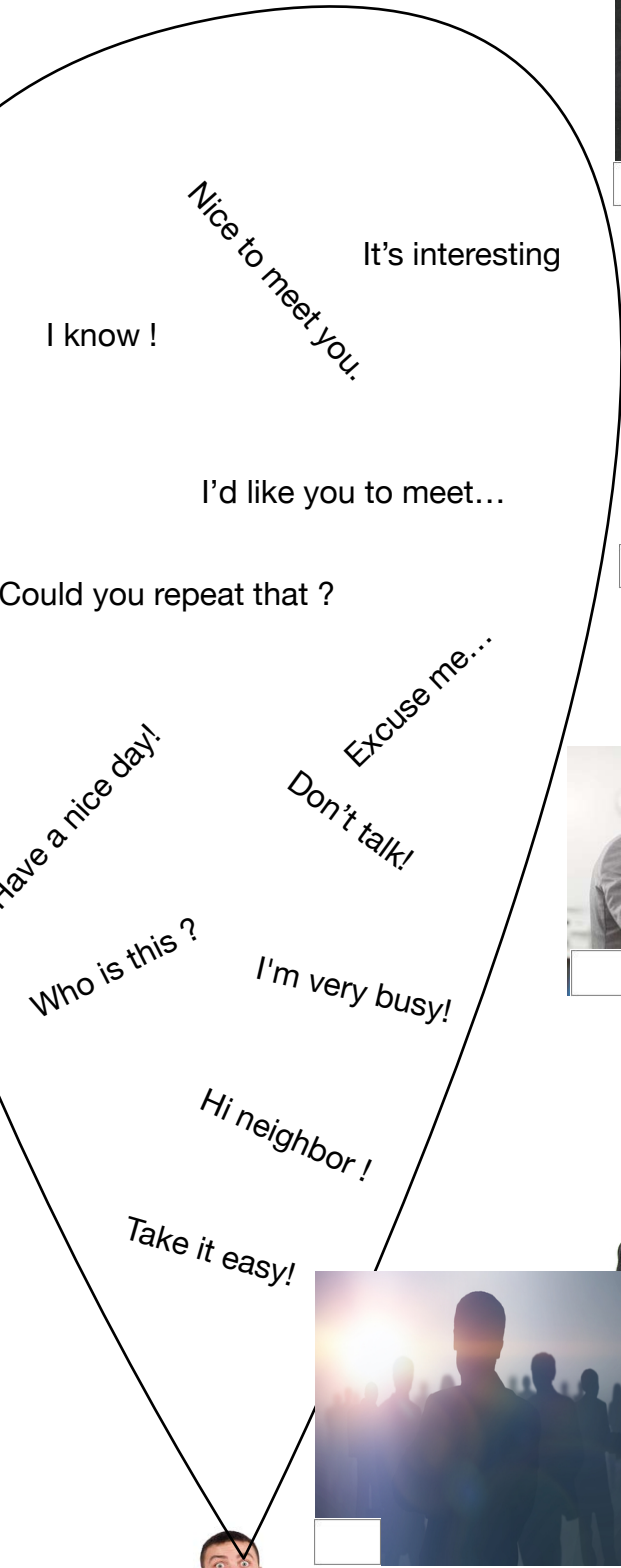 Nice to meet you.
It’s interesting
I know !
I’d like you to meet…
Could you repeat that ?
Excuse me…
Have a nice day!
Don’t talk!
Who is this ?
I'm very busy!
Hi neighbor !
Take it easy!